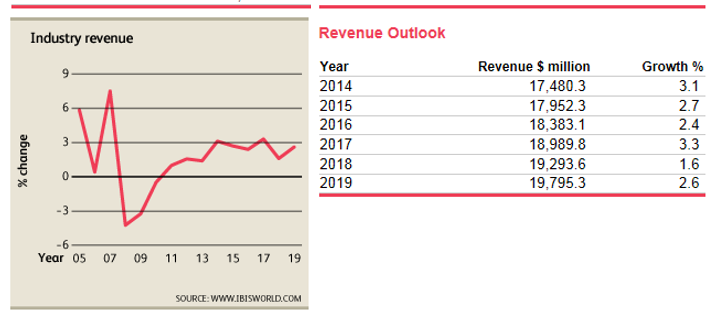 Industry revenue
9
6
3
0
-3
-6
% change
Year 05 07 09 11 13 15 17 19
SOURCE: WWW.IBISWORLD.COM
Revenue Outlook
Year Revenue $ million Growth %
2014 17,480.3 3.1
2015 17,952.3 2.7
2016 18,383.1 2.4
2017 18,989.8 3.3
2018 19,293.6 1.6
2019 19,795.3 2.6